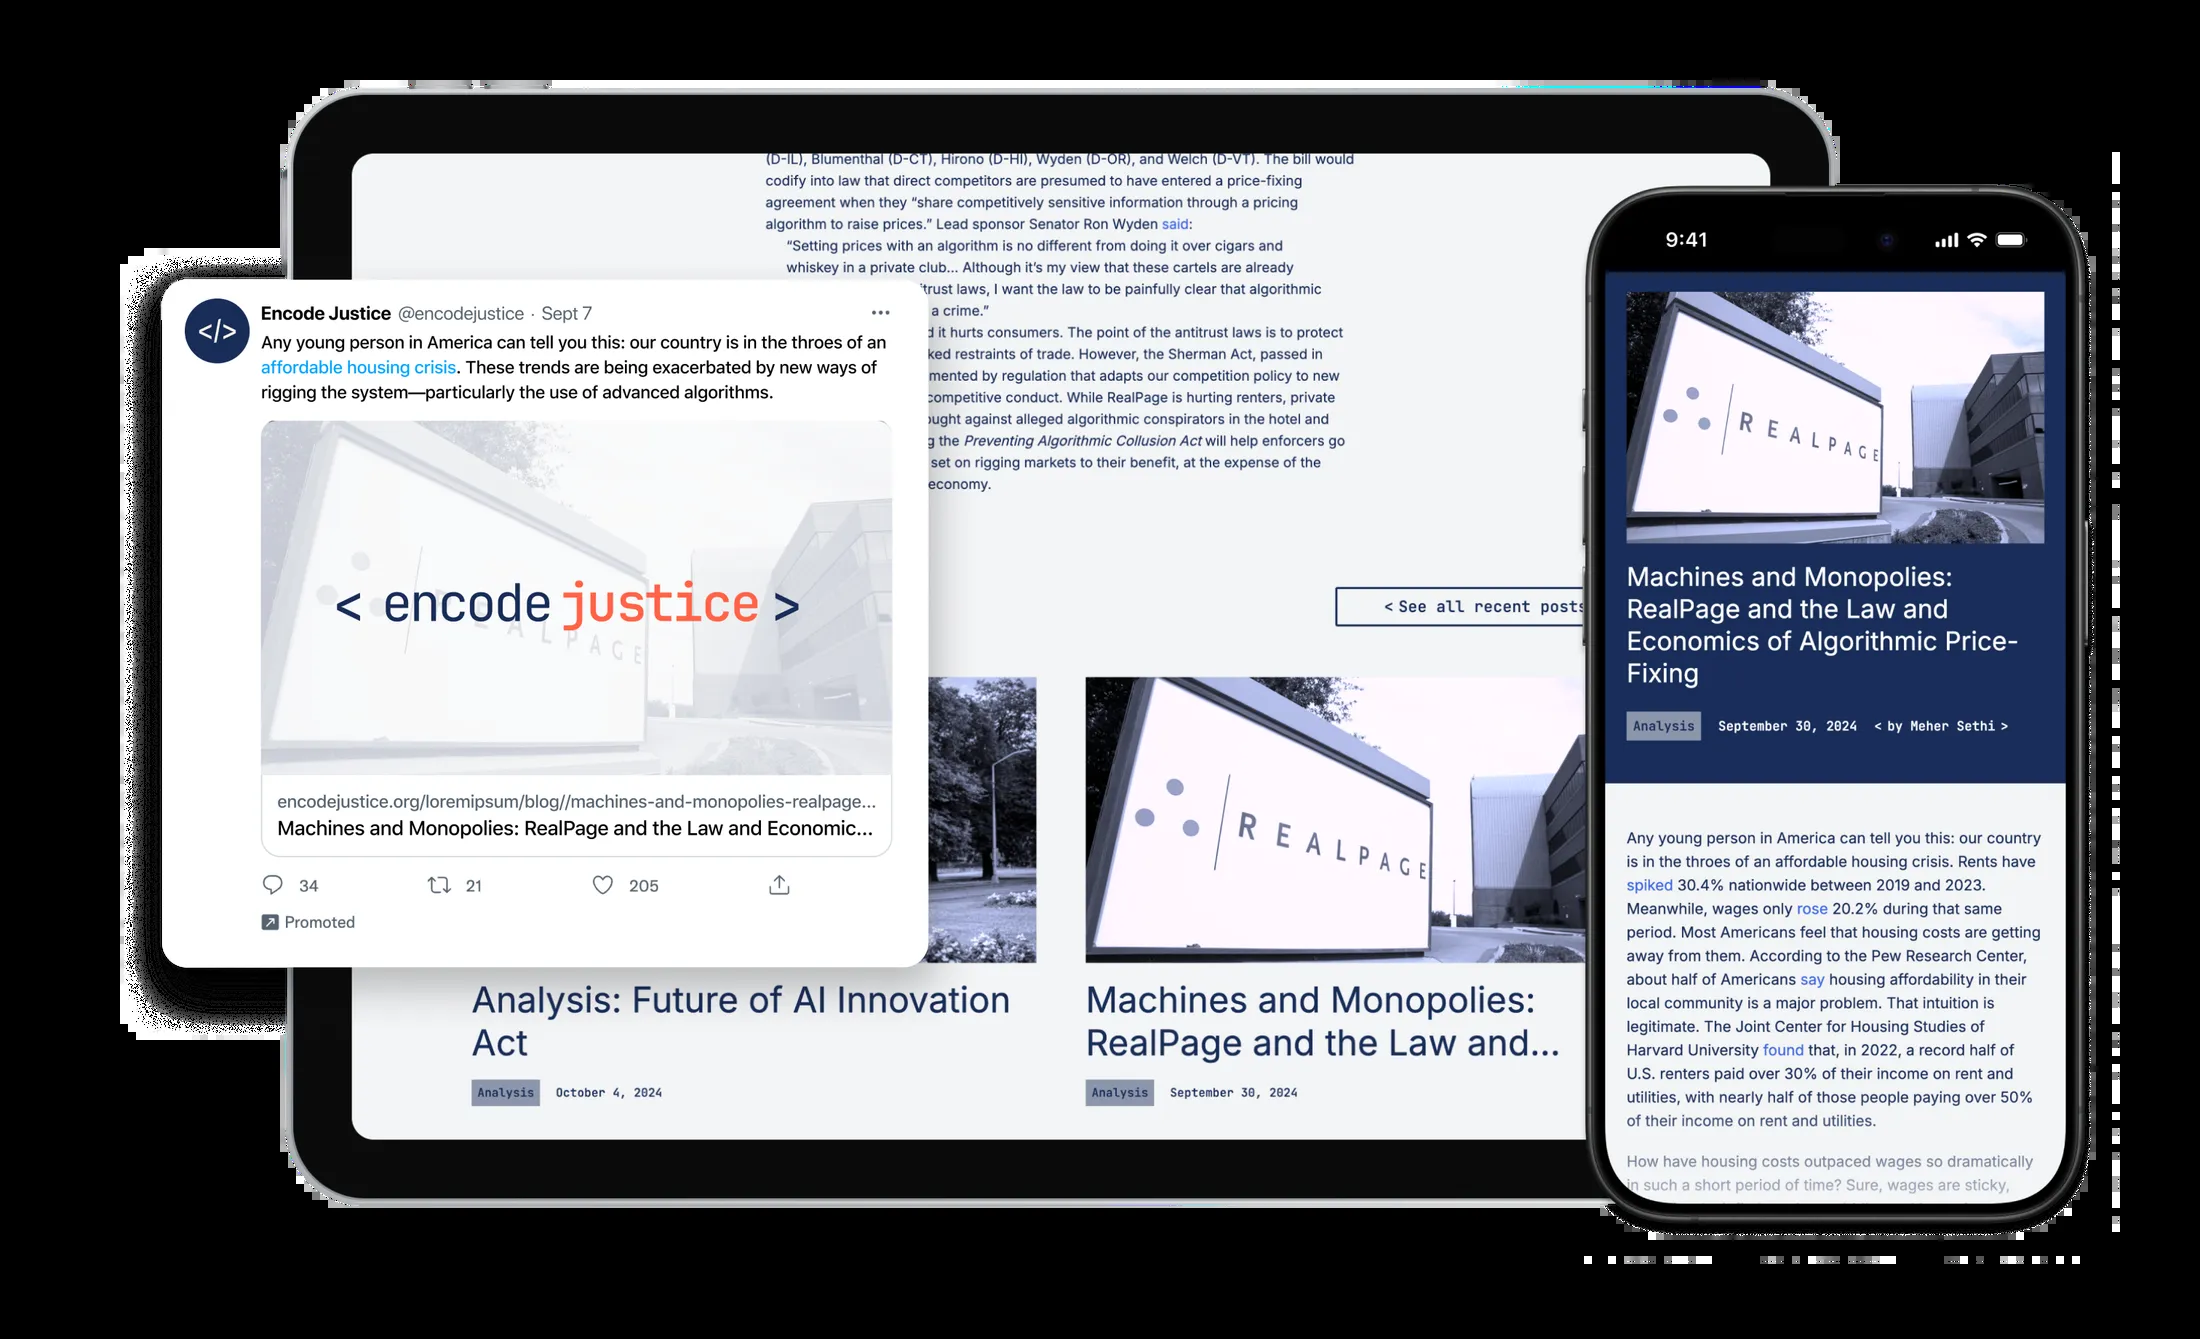 (D-IL), Blumenthal (D-CT), Hirono (D-HI), Wyden (D-OR), and Welch (D-VT). The bill would
codify into law that direct competitors are presumed to have entered a price-fixing
agreement when they “share competitively sensitive information through a pricing
algorithm to raise prices.” Lead sponsor Senator Ron Wyden said:
“Setting prices with an algorithm is no different from doing it over cigars and
whiskey in a private club... Although it’s my view that these cartels are already
laws, I want the law to be painfully clear that algorithmic
a crime.”
it hurts consumers. The point of the antitrust laws is to protect
restraints of trade. However, the Sherman Act, passed in
by regulation that adapts our competition policy to new
conduct. While RealPage is hurting renters, private
against alleged algorithmic conspirators in the hotel and
the Preventing Algorithmic Collusion Act will help enforcers go
set on rigging markets to their benefit, at the expense of the
economy.
< See all recent posts
Encode Justice @encodejustice · Sept 7
Any young person in America can tell you this: our country is in the throes of an
affordable housing crisis. These trends are being exacerbated by new ways of
rigging the system—particularly the use of advanced algorithms.
REALPAGE
< encode justice >
encodejustice.org/loremipsum/blog//machines-and-monopolies-realpage...
Machines and Monopolies: RealPage and the Law and Economic...
34 21 205
Promoted
Analysis: Future of AI Innovation
Act
Analysis October 4, 2024
REALPAGE
Machines and Monopolies:
RealPage and the Law and...
Analysis September 30, 2024
9:41
REALPAGE
Machines and Monopolies:
RealPage and the Law and
Economics of Algorithmic Price-
Fixing
Analysis September 30, 2024 < by Meher Sethi >
Any young person in America can tell you this: our country
is in the throes of an affordable housing crisis. Rents have
spiked 30.4% nationwide between 2019 and 2023.
Meanwhile, wages only rose 20.2% during that same
period. Most Americans feel that housing costs are getting
away from them. According to the Pew Research Center,
about half of Americans say housing affordability in their
local community is a major problem. That intuition is
legitimate. The Joint Center for Housing Studies of
Harvard University found that, in 2022, a record half of
U.S. renters paid over 30% of their income on rent and
utilities, with nearly half of those people paying over 50%
of their income on rent and utilities.
How have housing costs outpaced wages so dramatically
in such a short period of time? Sure, wages are sticky,